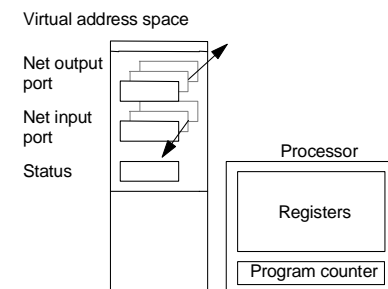 Virtual address space
Net output
port
Net input
port
Status
Processor
Registers
Program counter